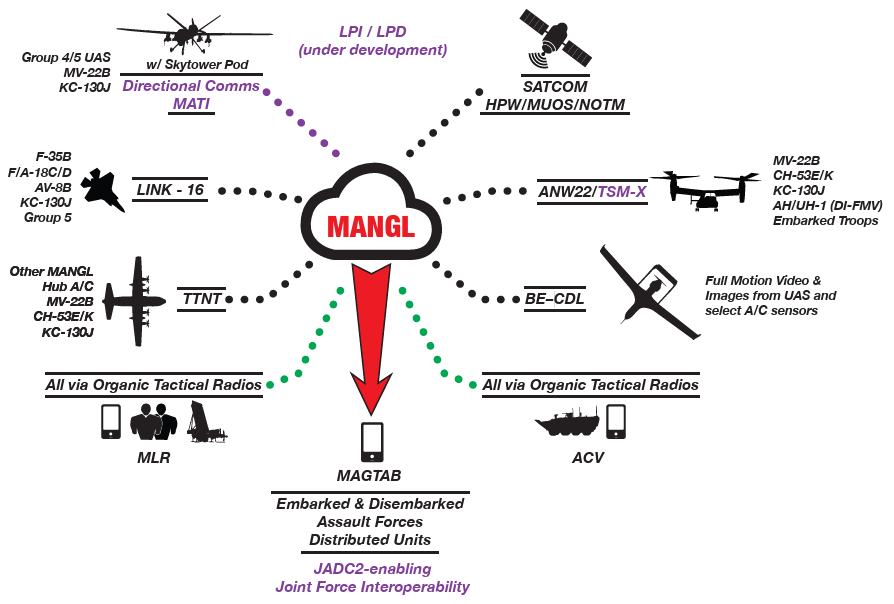 LPI / LPD
(under development)
Group 4/5 UAS
MV-22B
KC-130J
w/ Skytower Pod
Directional Comms
MATI
SATCOM
HPW/MUOS/NOTM
F-35B
F/A-18C/D
AV-8B
KC-130J
Group 5
LINK - 16
MANGL
ANW22/TSM-X
MV-22B
CH-53E/K
KC-130J
AH/UH-1 (DI-FMV)
Embarked Troops
Other MANGL
Hub A/C
MV-22B
CH-53E/K
KC-130J
TTNT
BE–CDL
Full Motion Video &
Images from UAS and
select A/C sensors
All via Organic Tactical Radios
MLR
All via Organic Tactical Radios
ACV
MAGTAB
Embarked & Disembarked
Assault Forces
Distributed Units
JADC2-enabling
Joint Force Interoperability